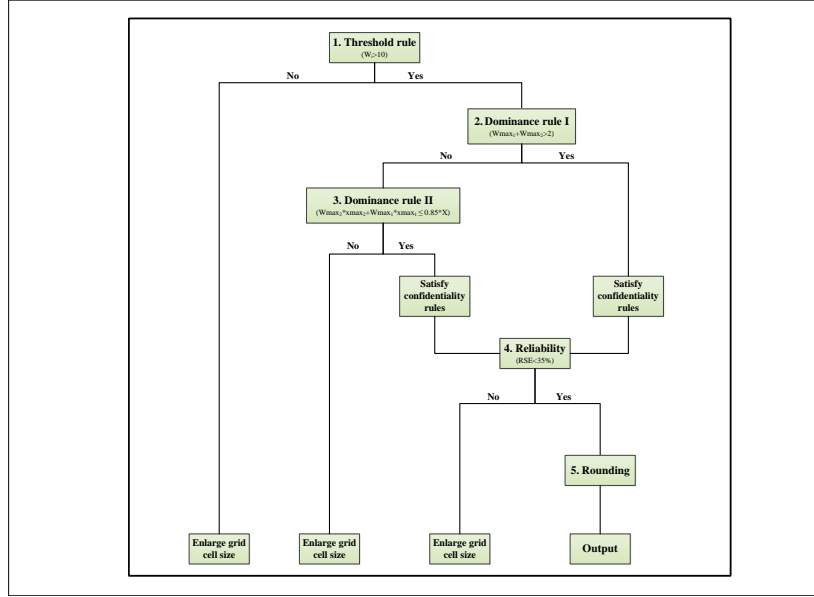 1. Threshold rule
(Wᵢ>10)
No
Yes
2. Dominance rule I
(Wmax₁+Wmax₂>2)
No
Yes
3. Dominance rule II
(Wmax₂*xmax₂+Wmax₁*xmax₁ ≤ 0.85*X)
No
Yes
Satisfy
confidentiality
rules
Satisfy
confidentiality
rules
4. Reliability
(RSE<35%)
No
Yes
5. Rounding
Enlarge grid
cell size
Enlarge grid
cell size
Enlarge grid
cell size
Output